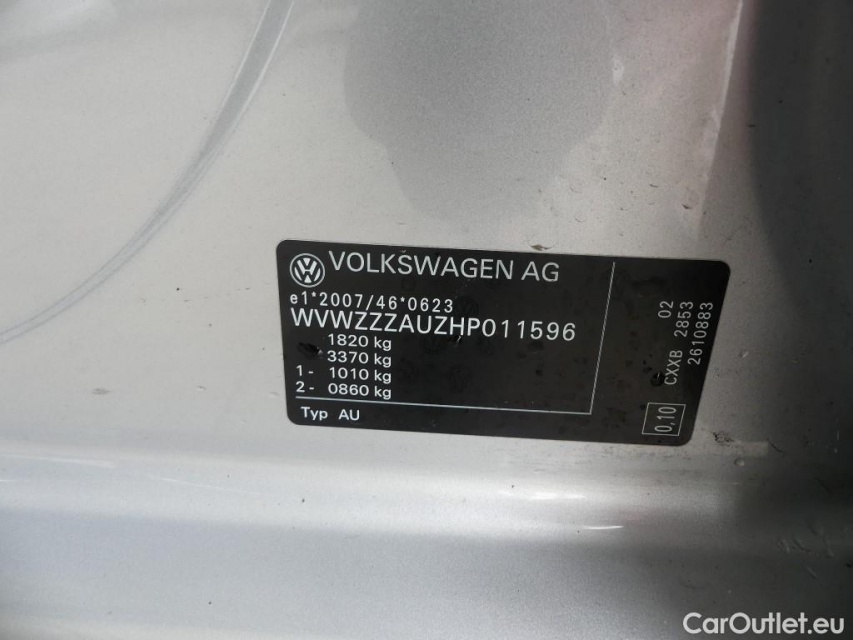 VOLKSWAGEN AG
e1*2007/46*0623
WVWZZZAUZHP011596
1820 kg
3370 kg
1 - 1010 kg
2 - 0860 kg
Typ AU
02
CXXB 2853
2610883
0,10
CarOutlet.eu